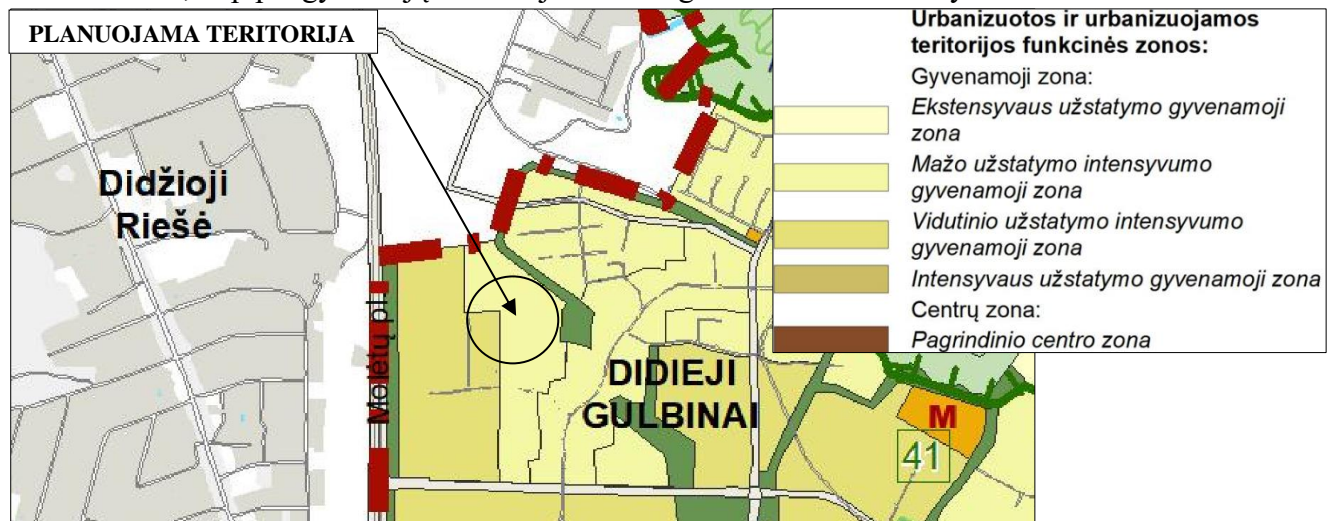 PLANUOJAMA TERITORIJA
Didžioji
Riešė
Molėtų pl.
DIDIEJI
GULBINAI
M
41
Urbanizuotos ir urbanizuojamos
teritorijos funkcinės zonos:
Gyvenamoji zona:
Ekstensyvaus užstatymo gyvenamoji
zona
Mažo užstatymo intensyvumo
gyvenamoji zona
Vidutinio užstatymo intensyvumo
gyvenamoji zona
Intensyvaus užstatymo gyvenamoji zona
Centrų zona:
Pagrindinio centro zona